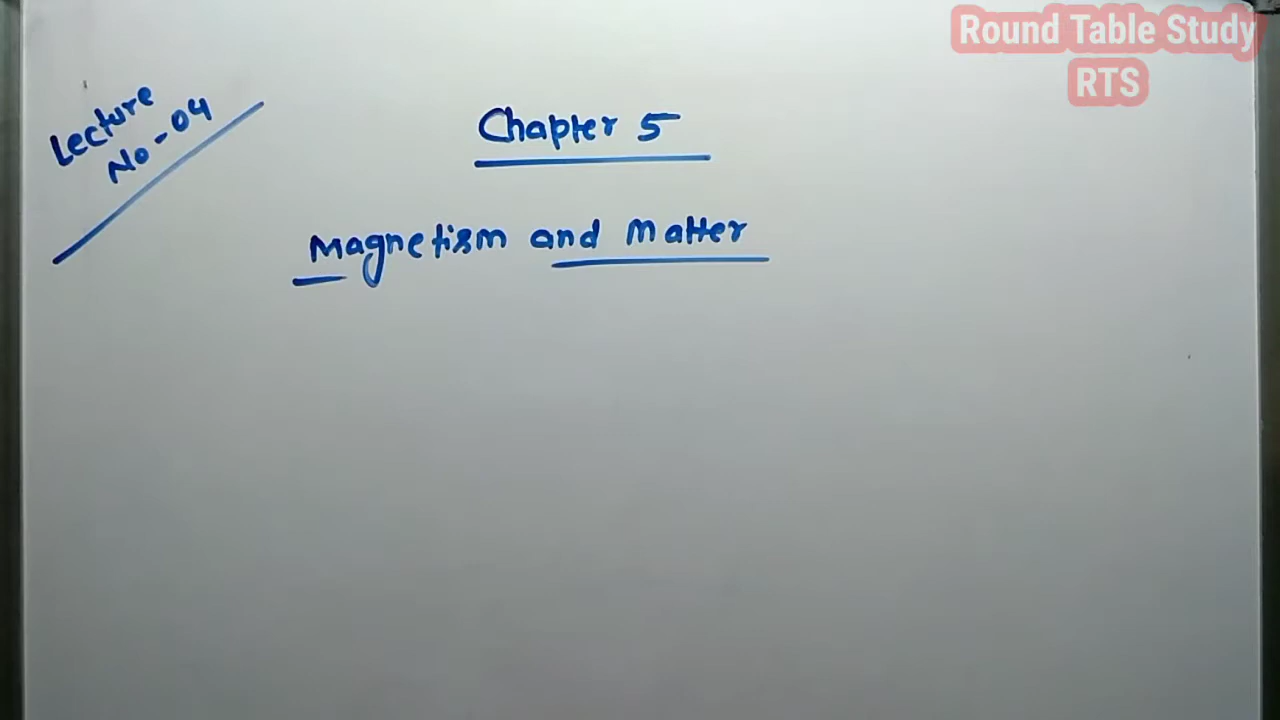 Round Table Study
RTS
Lecture
No-04
Chapter 5
Magnetism and Matter